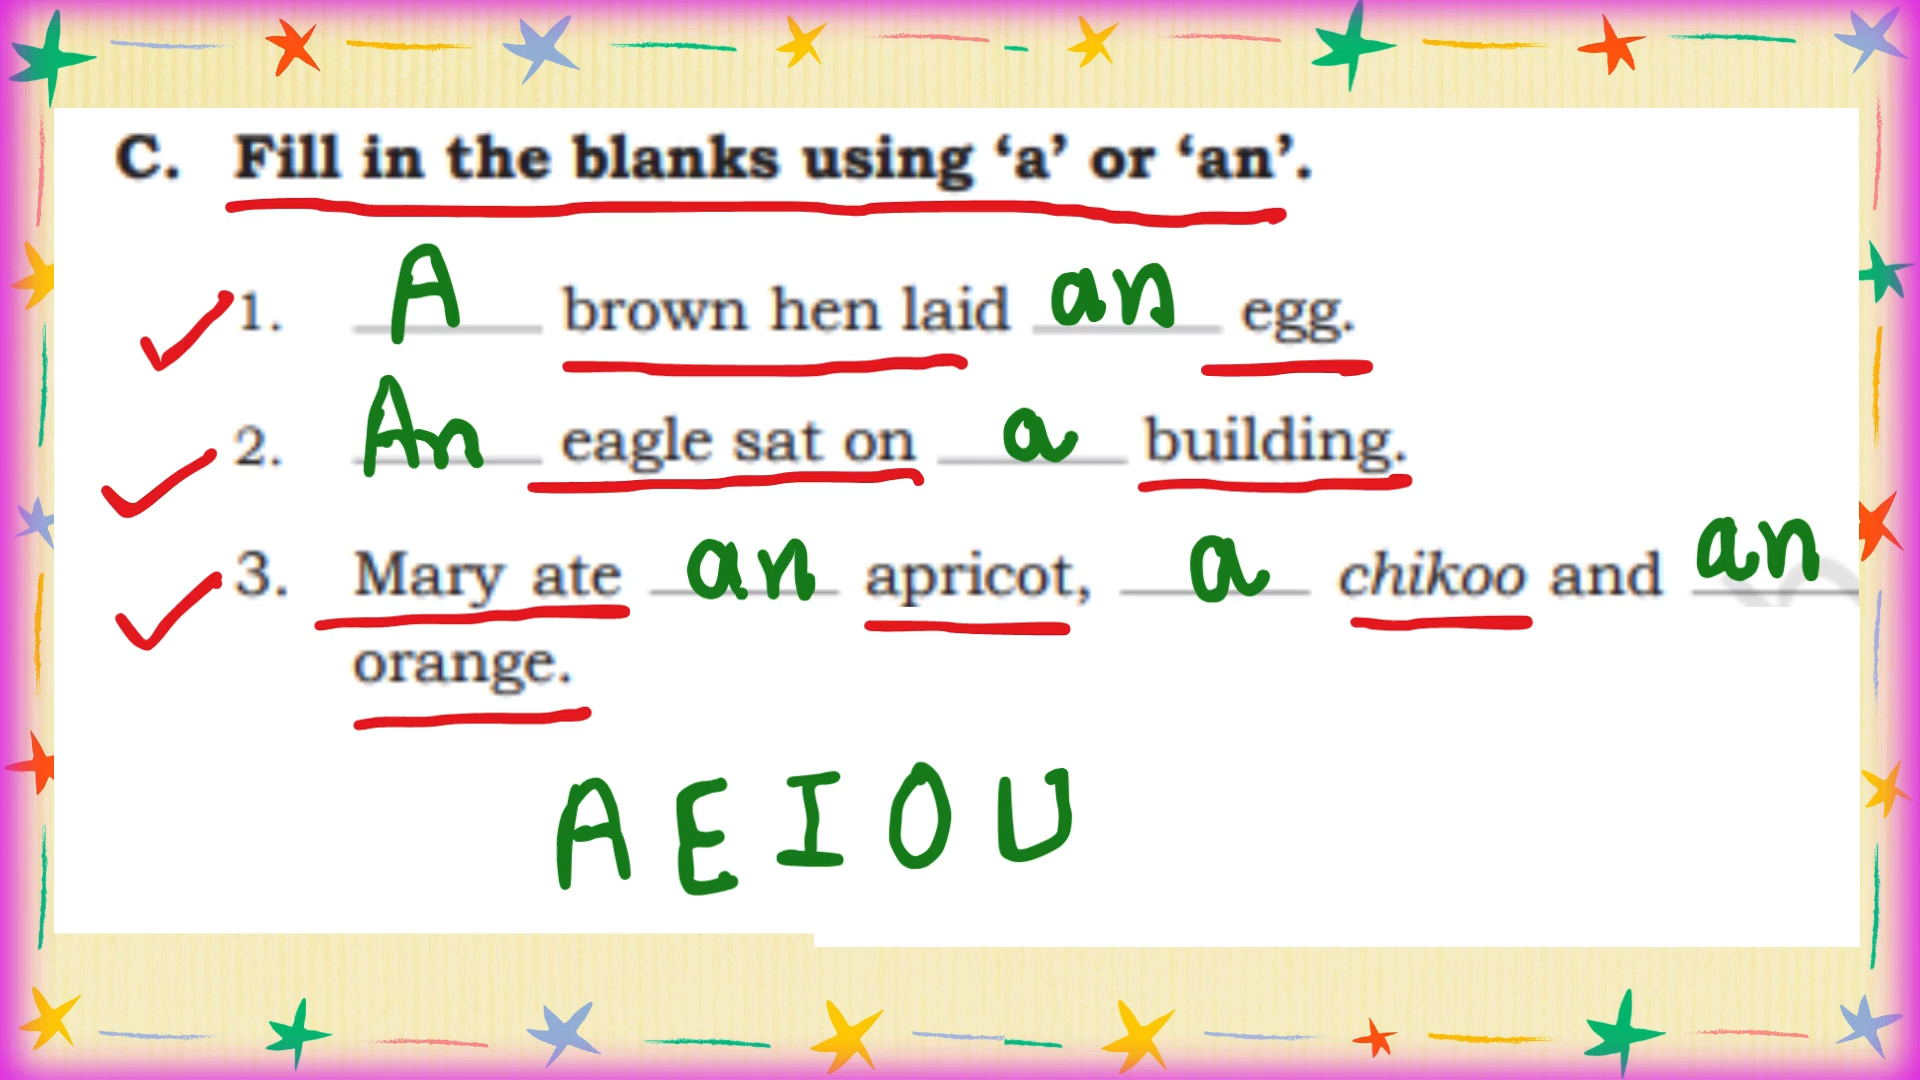 C. Fill in the blanks using ‘a’ or ‘an’.
1. A brown hen laid an egg.
2. An eagle sat on a building.
3. Mary ate an apricot, a chikoo and an
orange.
A E I O U